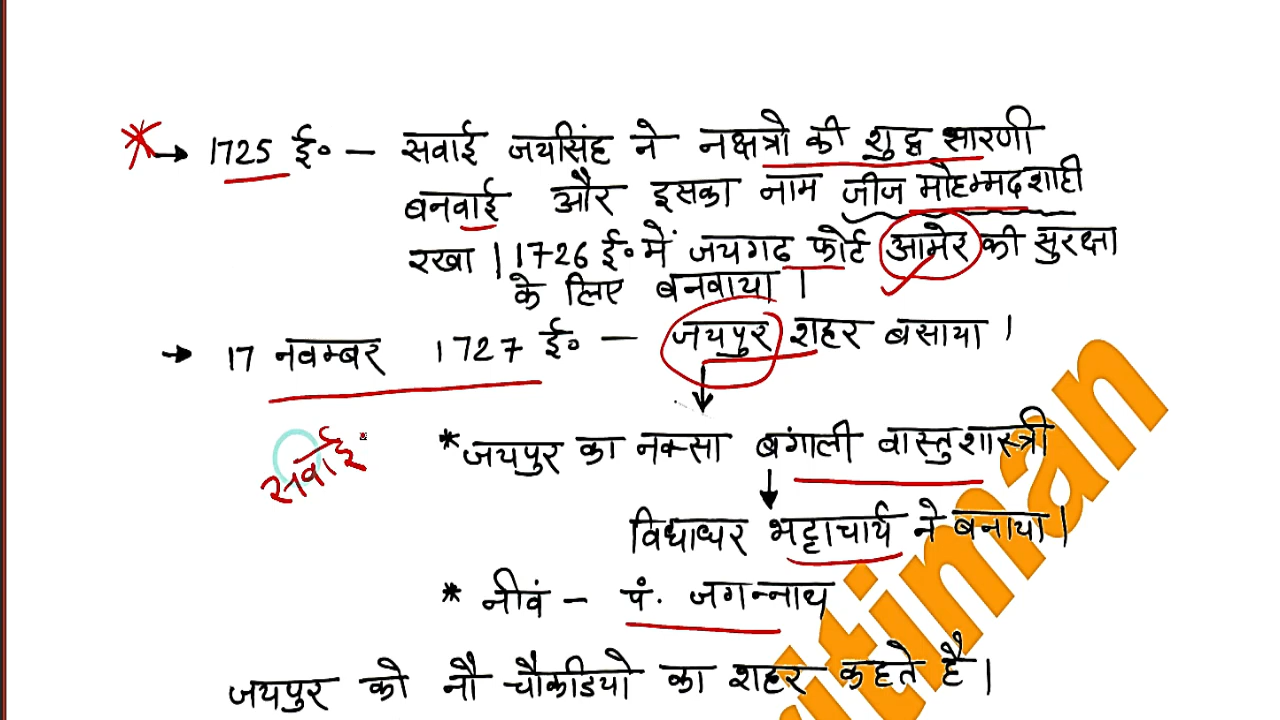 → 1725 ई० – सवाई जयसिंह ने नक्षत्रो की शुद्ध सारणी
बनवाई और इसका नाम जीज मोहम्मदशाही
रखा | 1726 ई० में जयगढ फोर्ट आमेर की सुरक्षा
के लिए बनवाया |
→ 17 नवम्बर 1727 ई० – जयपुर शहर बसाया |
सवाई
* जयपुर का नक्सा बंगाली वास्तुशास्त्री
विद्याधर भट्टाचार्य ने बनाया |
* नीवं – पं. जगन्नाथ
जयपुर को नौ चौकडियो का शहर कहते है |